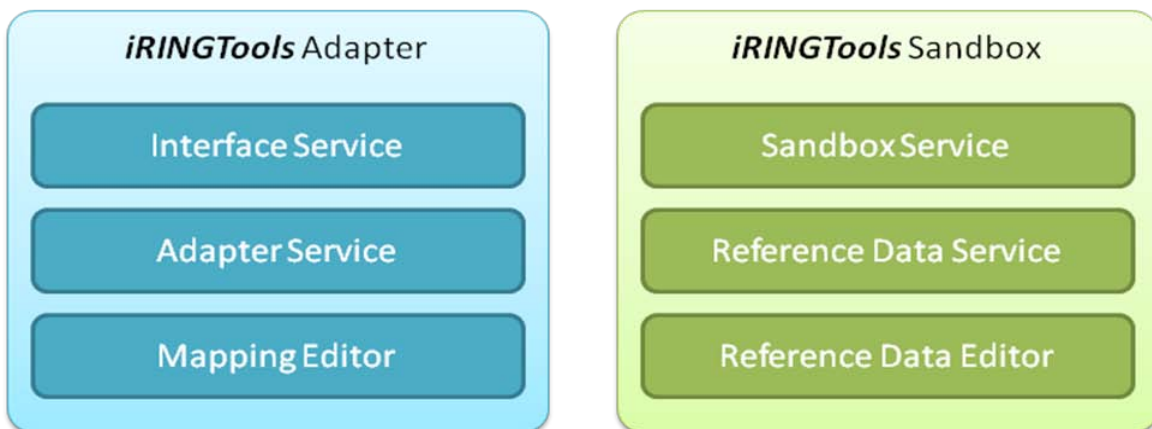 iRINGTools Adapter
Interface Service
Adapter Service
Mapping Editor
iRINGTools Sandbox
Sandbox Service
Reference Data Service
Reference Data Editor